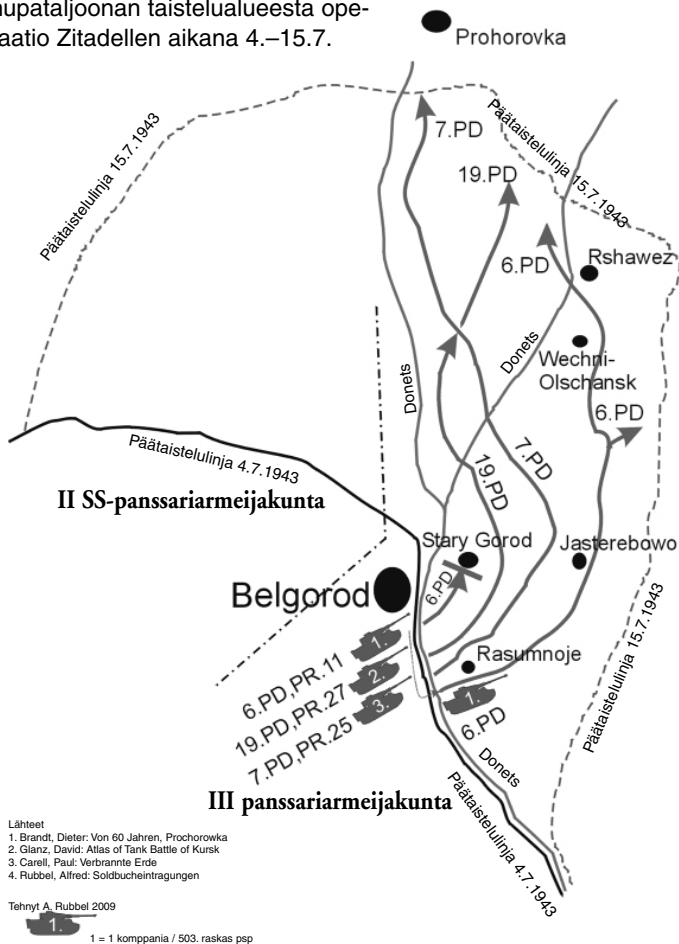 nupataljoonan taistelualueesta ope-
aatio Zitadellen aikana 4.–15.7.
Prohorovka
Päätaistelulinja 15.7.1943
7.PD
Päätaistelulinja 15.7.1943
19.PD
6.PD
Rshawez
Donets
Donets
Wechni-
Olschansk
6.PD
Päätaistelulinja 4.7.1943
7.PD
19.PD
II SS-panssariarmeijakunta
Stary Gorod
Jasterebowo
6.PD
Belgorod
1.
2.
3.
6.PD,PR.11
19.PD,PR.27
7.PD,PR.25
Rasumnoje
1.
6.PD
Päätaistelulinja 15.7.1943
Donets
III panssariarmeijakunta
Päätaistelulinja 4.7.1943
Lähteet
1. Brandt, Dieter: Von 60 Jahren, Prochorowka
2. Glanz, David: Atlas of Tank Battle of Kursk
3. Carell, Paul: Verbrannte Erde
4. Rubbel, Alfred: Soldbucheintragungen
Tehnyt A. Rubbel 2009
1.
1 = 1 komppania / 503. raskas psp